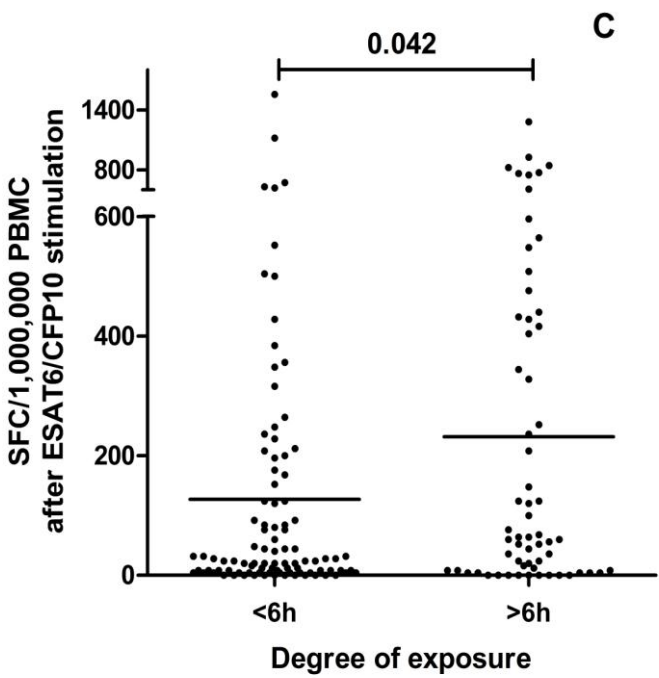 C
0.042
1400
800
600
400
200
0
SFC/1,000,000 PBMC
after ESAT6/CFP10 stimulation
<6h
>6h
Degree of exposure